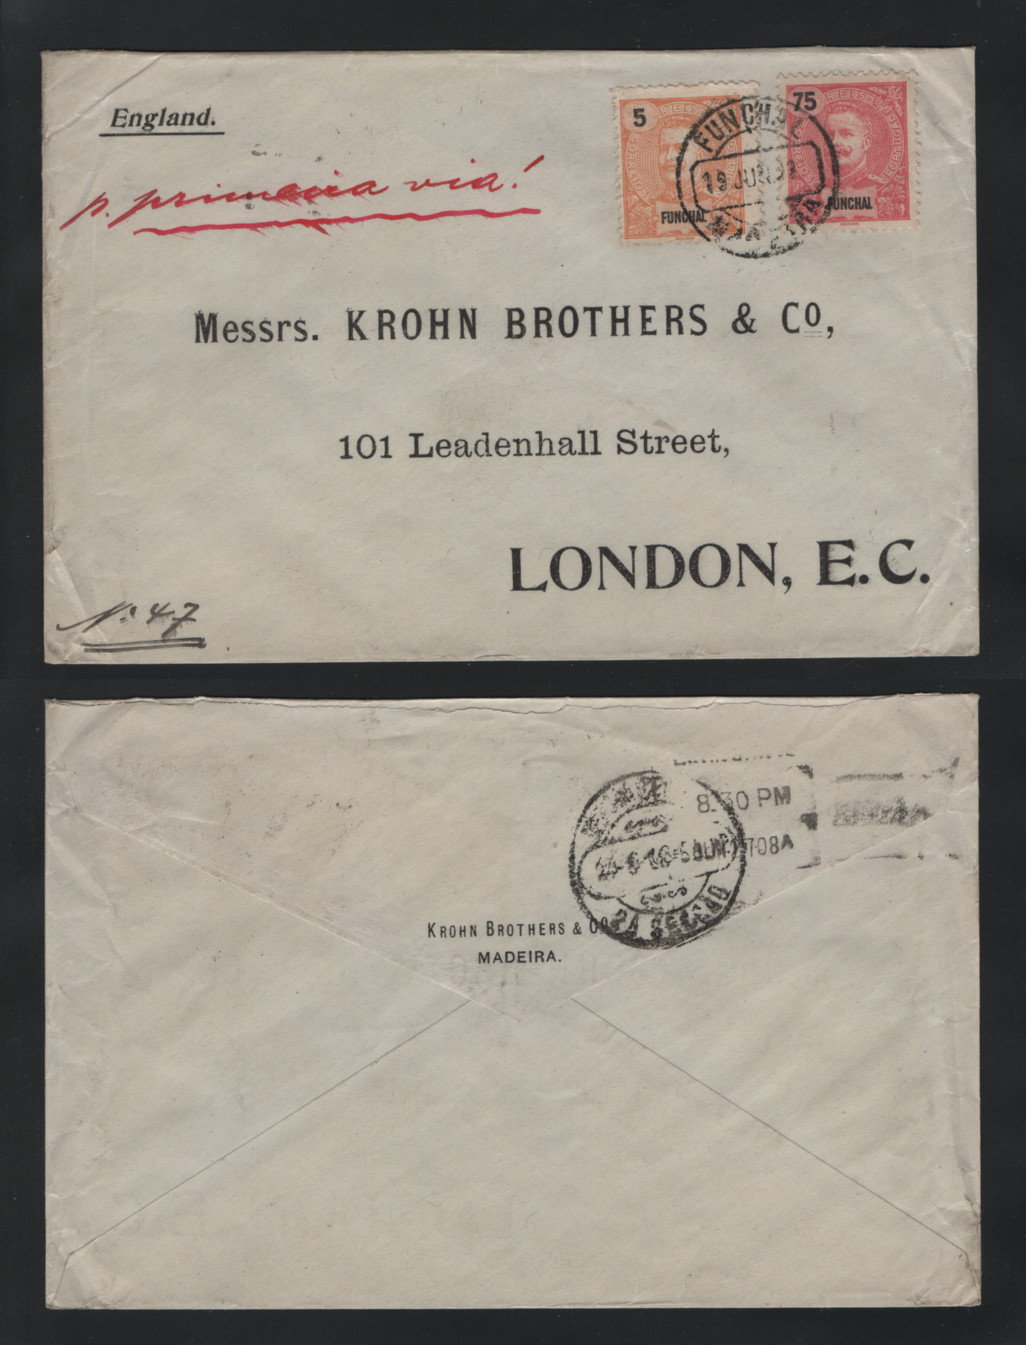 England.
p. primeira via!
5
FUNCHAL
75
FUNCHAL
FUNCHAL
19 JUN
Messrs. KROHN BROTHERS & Co,
101 Leadenhall Street,
LONDON, E.C.
No. 47
8.30 PM
KROHN BROTHERS & Co
MADEIRA.